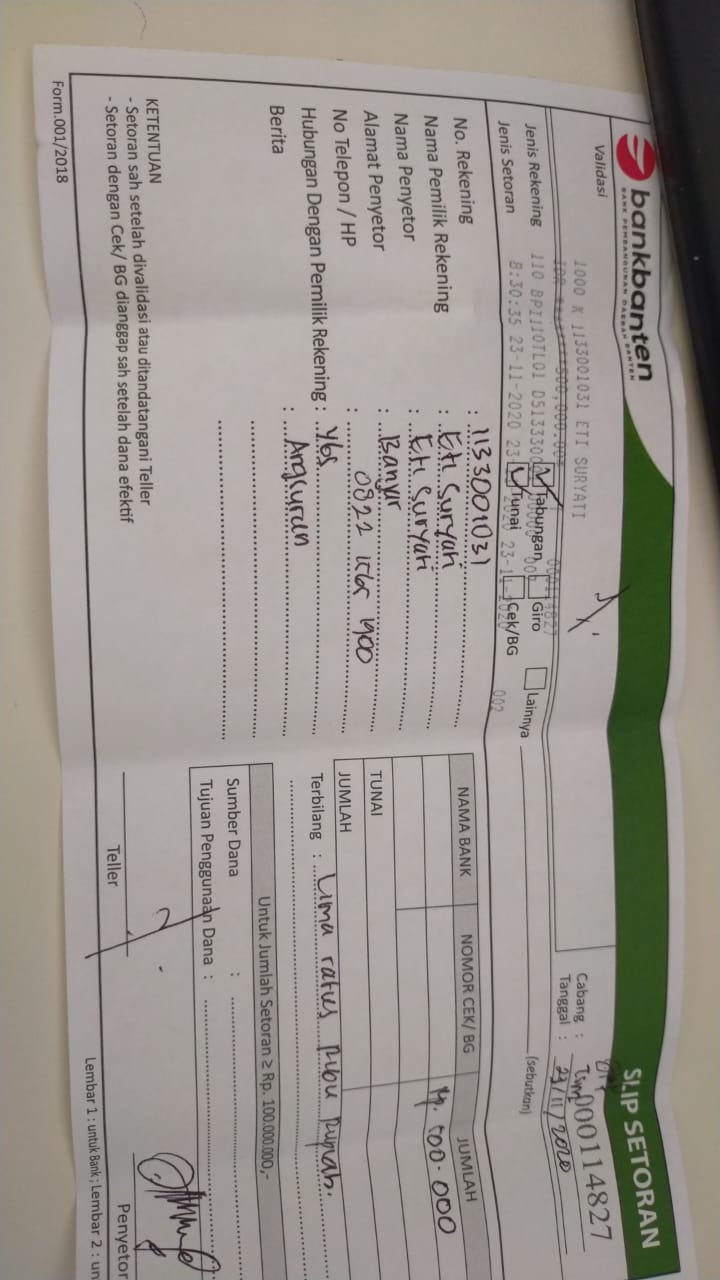 bankbanten
BANK PEMBANGUNAN DAERAH BANTEN
SLIP SETORAN
000114827
Validasi
1000 K 1133001031 ETI SURYATI
Cabang :
Tanggal : 23/11/2020
Jenis Rekening
Tabungan Giro Lainnya (sebutkan)
Jenis Setoran
Tunai Cek/BG
8:30:35 23-11-2020
002
No. Rekening : 1133001031
Nama Pemilik Rekening : Eti Suryati
Nama Penyetor : Eti Suryati
Alamat Penyetor : Banjar
No Telepon / HP :
Hubungan Dengan Pemilik Rekening : Ybs
Berita : Angsuran
NAMA BANK NOMOR CEK/ BG JUMLAH
Rp. 500.000
TUNAI
JUMLAH
Terbilang : Lima ratus ribu rupiah.
Untuk Jumlah Setoran ≥ Rp. 100.000.000,-
Sumber Dana :
Tujuan Penggunaan Dana :
KETENTUAN
- Setoran sah setelah divalidasi atau ditandatangani Teller
- Setoran dengan Cek/ BG dianggap sah setelah dana efektif
Teller
Penyetor
Form.001/2018
Lembar 1 : untuk Bank ; Lembar 2 : un